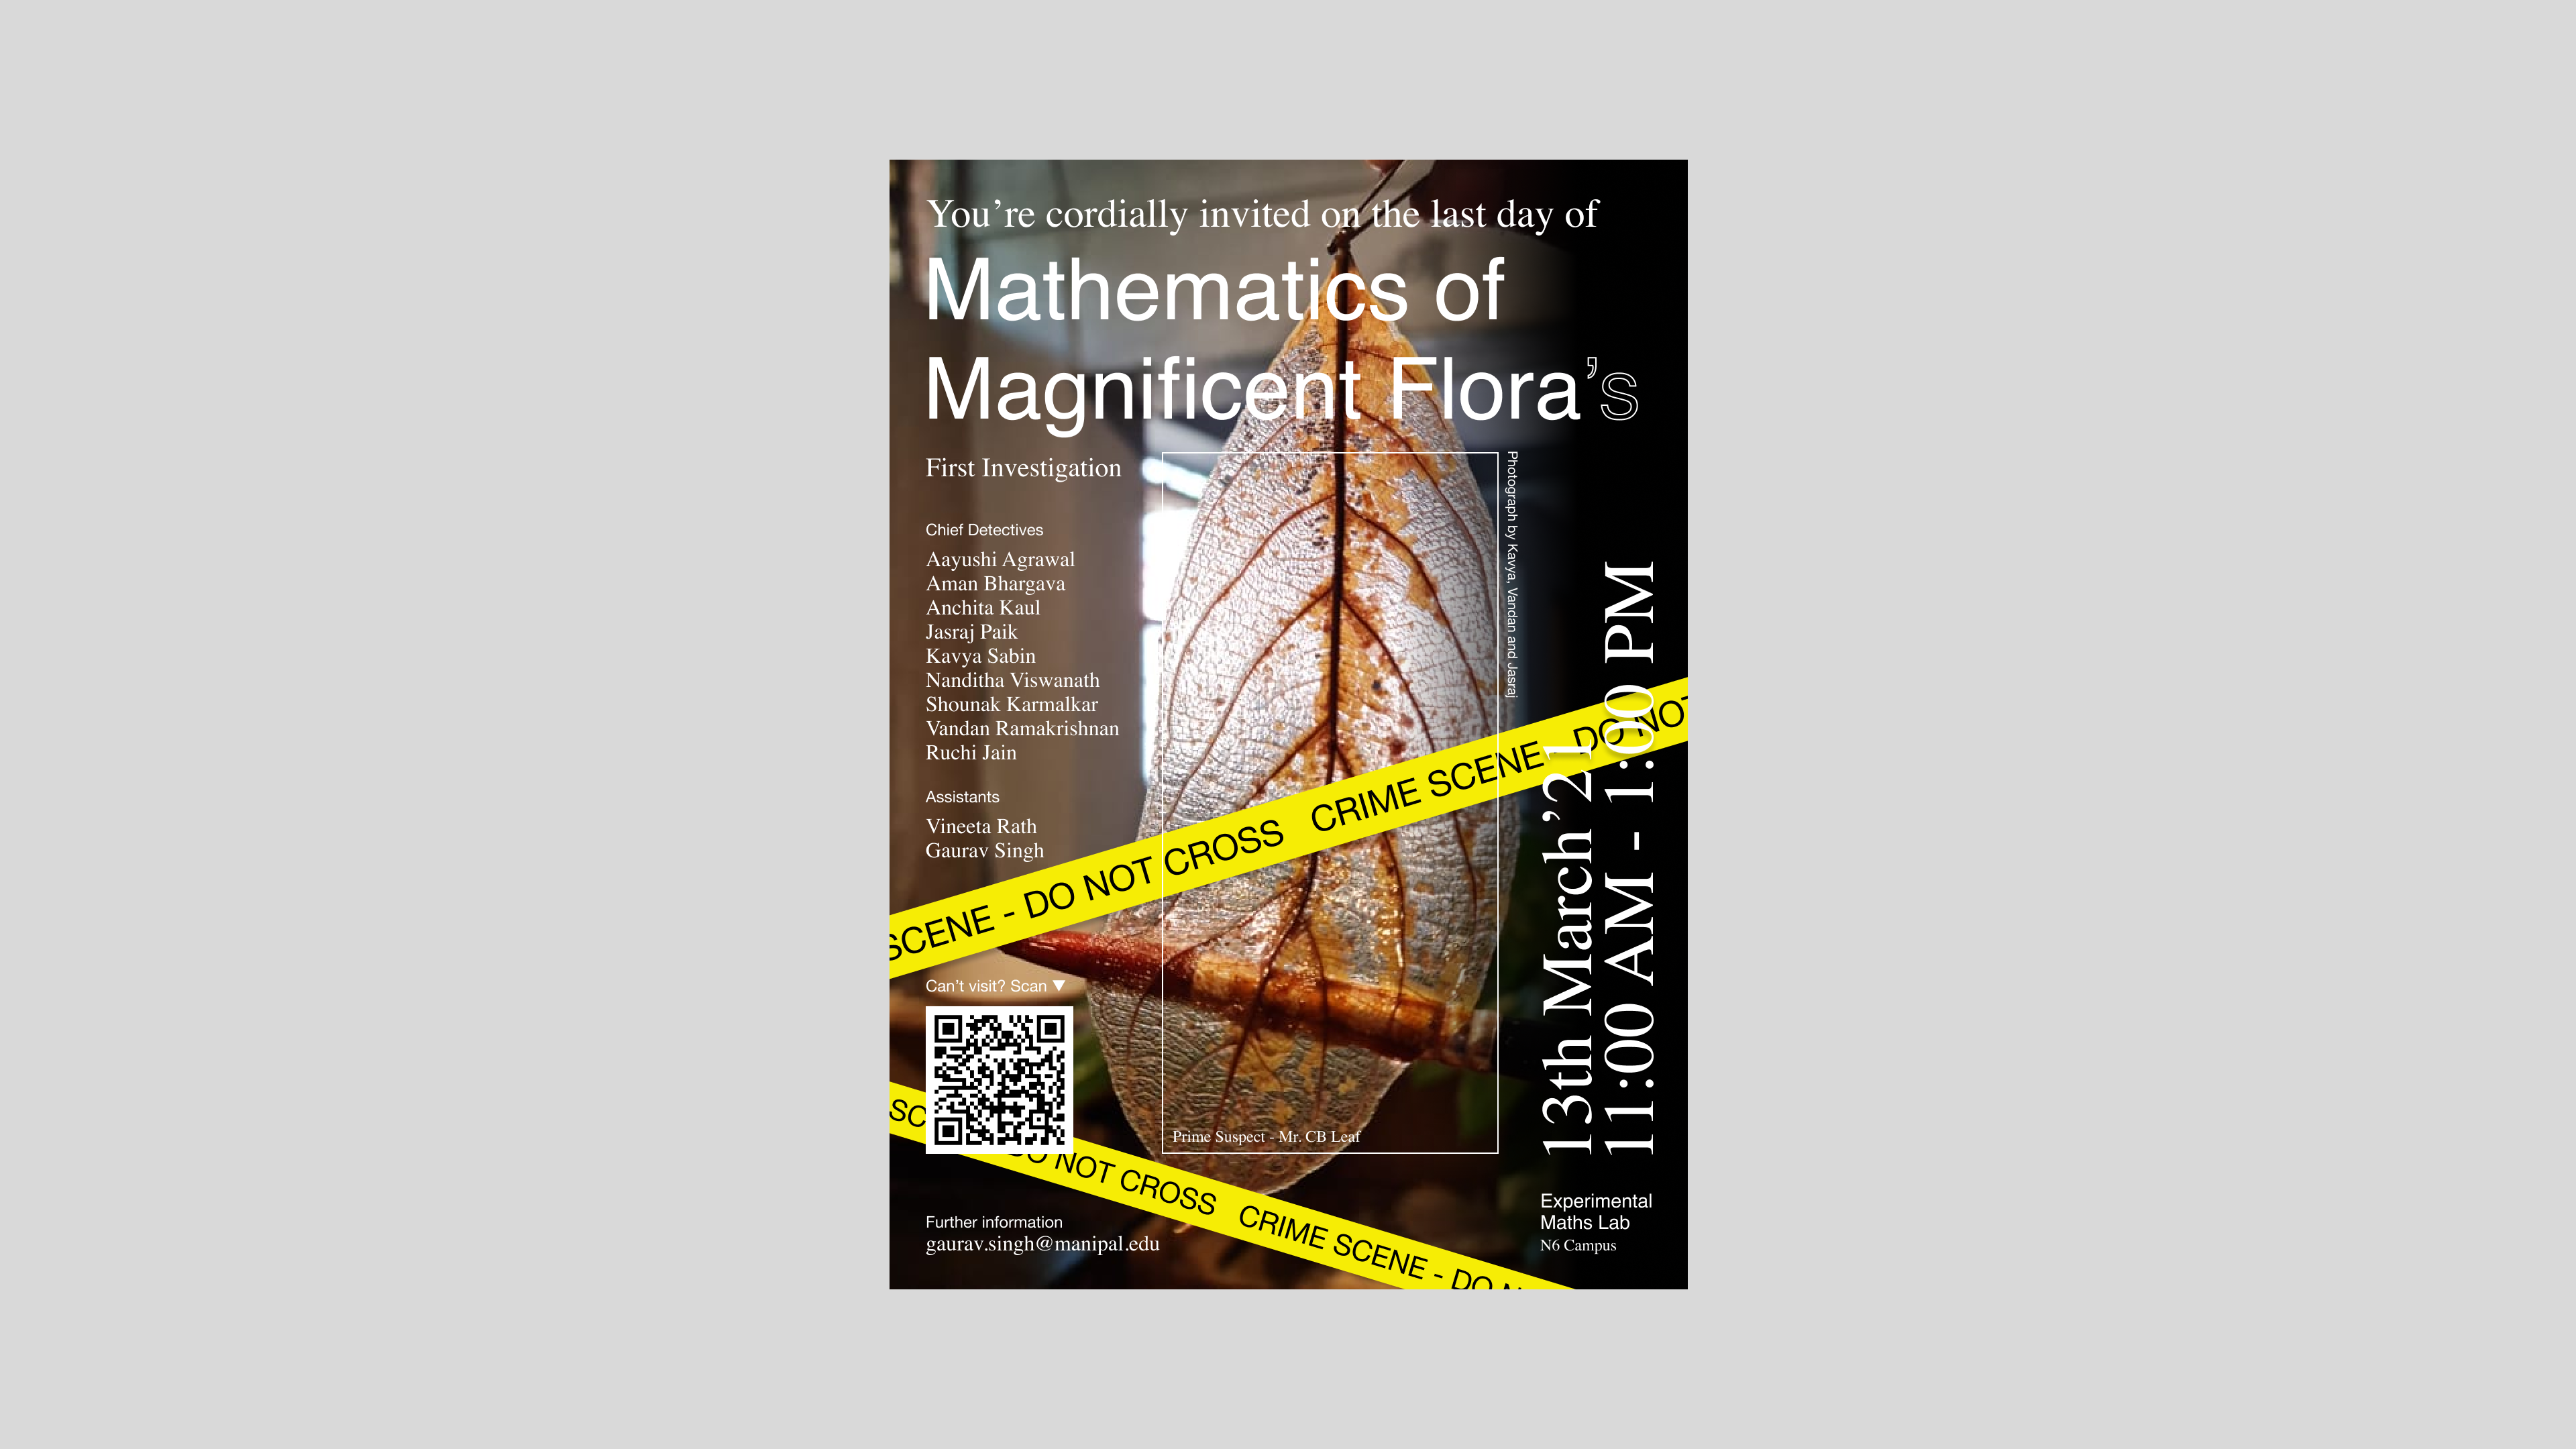 You’re cordially invited on the last day of
Mathematics of
Magnificent Flora’s
First Investigation
Chief Detectives
Aayushi Agrawal
Aman Bhargava
Anchita Kaul
Jasraj Paik
Kavya Sabin
Nanditha Viswanath
Shounak Karmalkar
Vandan Ramakrishnan
Ruchi Jain
Assistants
Vineeta Rath
Gaurav Singh
Photograph by Kavya, Vandan and Jasraj
SCENE - DO NOT CROSS CRIME SCENE - DO NOT
13th March’21
11:00 AM - 1:00 PM
Can’t visit? Scan ▼
Prime Suspect - Mr. CB Leaf
SC DO NOT CROSS CRIME SCENE - DO N
Further information
gaurav.singh@manipal.edu
Experimental
Maths Lab
N6 Campus